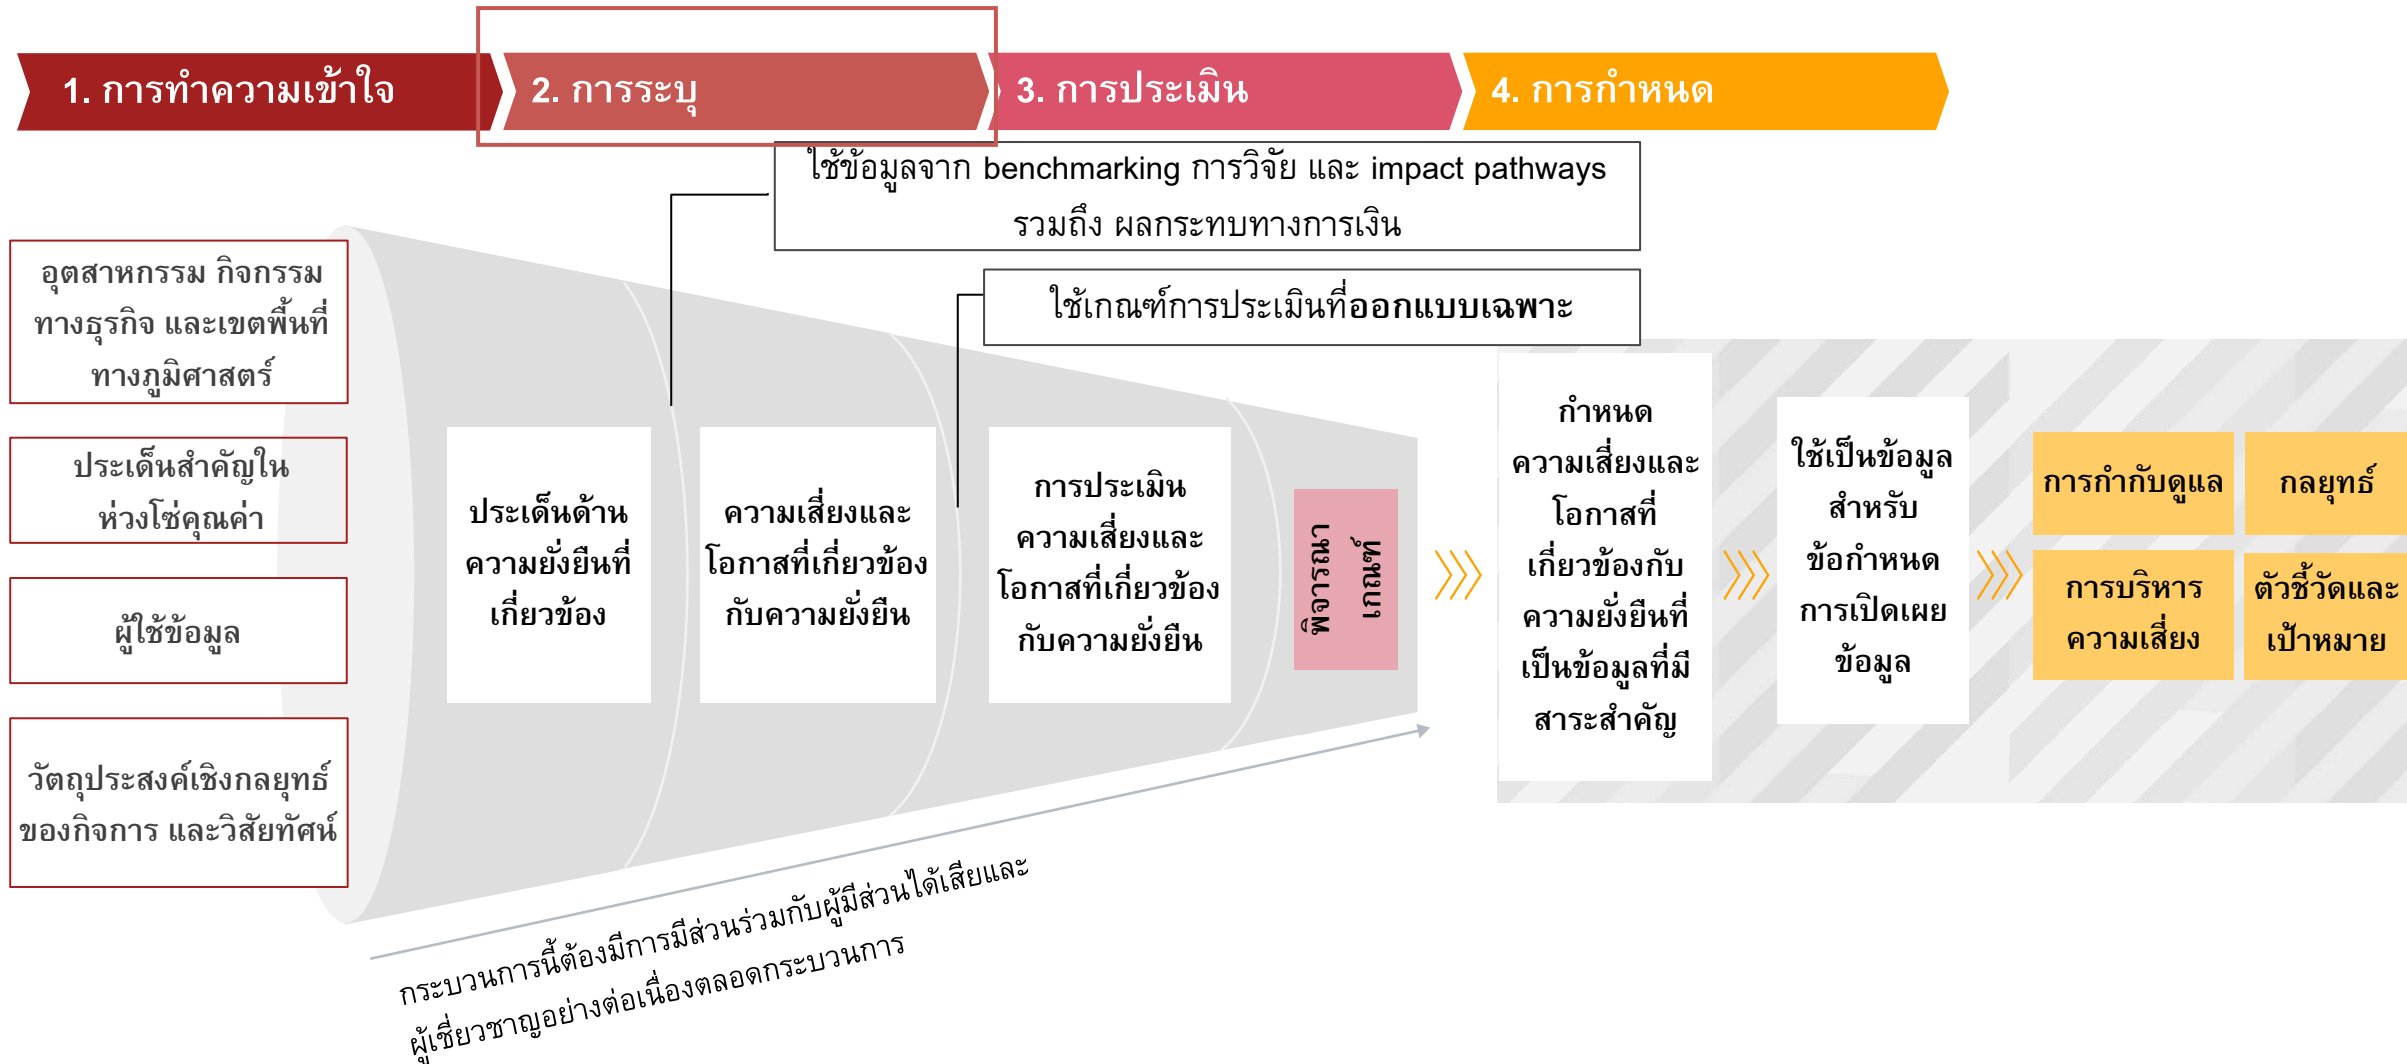 1. การทำความเข้าใจ
2. การระบุ
3. การประเมิน
4. การกำหนด
ใช้ข้อมูลจาก benchmarking การวิจัย และ impact pathways
รวมถึง ผลกระทบทางการเงิน
ใช้เกณฑ์การประเมินที่ออกแบบเฉพาะ
อุตสาหกรรม กิจกรรม
ทางธุรกิจ และเขตพื้นที่
ทางภูมิศาสตร์
ประเด็นสำคัญใน
ห่วงโซ่คุณค่า
ผู้ใช้ข้อมูล
วัตถุประสงค์เชิงกลยุทธ์
ของกิจการ และวิสัยทัศน์
ประเด็นด้าน
ความยั่งยืนที่
เกี่ยวข้อง
ความเสี่ยงและ
โอกาสที่เกี่ยวข้อง
กับความยั่งยืน
การประเมิน
ความเสี่ยงและ
โอกาสที่เกี่ยวข้อง
กับความยั่งยืน
พิจารณา
เกณฑ์
กำหนด
ความเสี่ยงและ
โอกาสที่
เกี่ยวข้องกับ
ความยั่งยืนที่
เป็นข้อมูลที่มี
สาระสำคัญ
ใช้เป็นข้อมูล
สำหรับ
ข้อกำหนด
การเปิดเผย
ข้อมูล
การกำกับดูแล
กลยุทธ์
การบริหาร
ความเสี่ยง
ตัวชี้วัดและ
เป้าหมาย
กระบวนการนี้ต้องมีการมีส่วนร่วมกับผู้มีส่วนได้เสียและ
ผู้เชี่ยวชาญอย่างต่อเนื่องตลอดกระบวนการ